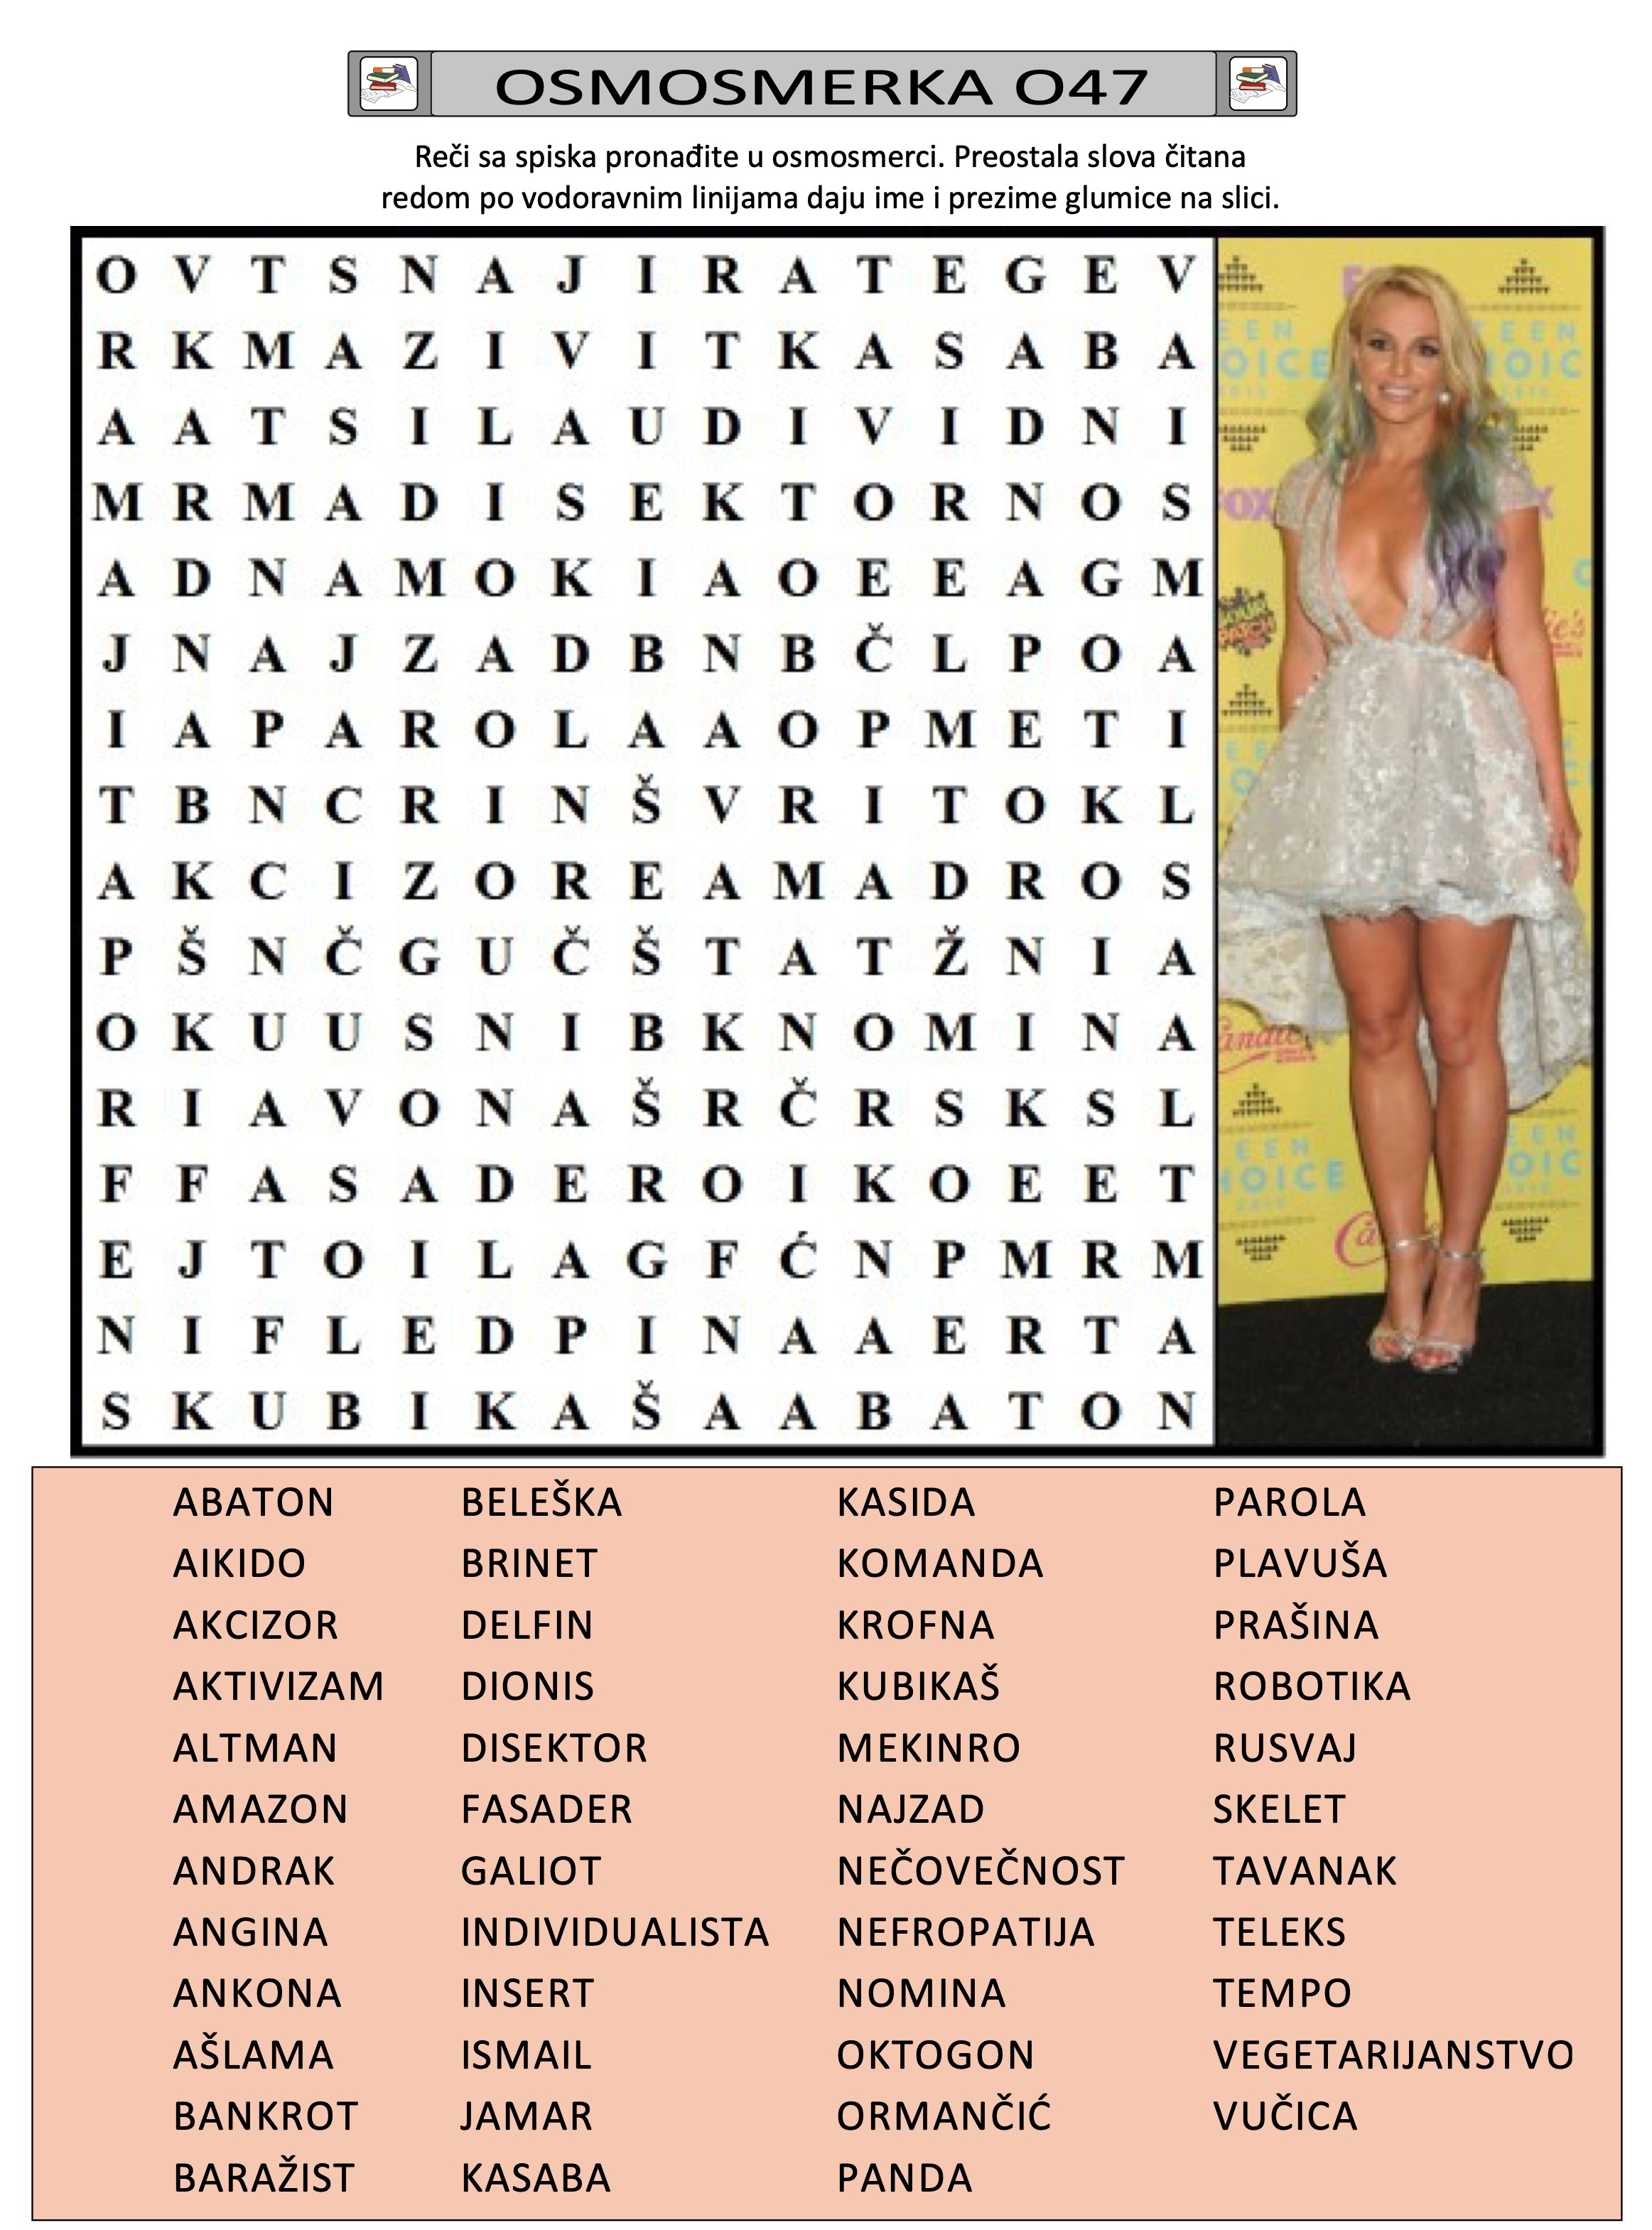 OSMOSMERKA O47
Reči sa spiska pronađite u osmosmerci. Preostala slova čitana
redom po vodoravnim linijama daju ime i prezime glumice na slici.
O V T S N A J I R A T E G E V
R K M A Z I V I T K A S A B A
A A T S I L A U D I V I D N I
M R M A D I S E K T O R N O S
A D N A M O K I A O E E A G M
J N A J Z A D B N B Č L P O A
I A P A R O L A A O P M E T I
T B N C R I N Š V R I T O K L
A K C I Z O R E A M A D R O S
P Š N Č G U Č Š T A T Ž N I A
O K U U S N I B K N O M I N A
R I A V O N A Š R Č R S K S L
F F A S A D E R O I K O E E T
E J T O I L A G F Ć N P M R M
N I F L E D P I N A A E R T A
S K U B I K A Š A A B A T O N
FOX
ABATON BELEŠKA KASIDA PAROLA
AIKIDO BRINET KOMANDA PLAVUŠA
AKCIZOR DELFIN KROFNA PRAŠINA
AKTIVIZAM DIONIS KUBIKAŠ ROBOTIKA
ALTMAN DISEKTOR MEKINRO RUSVAJ
AMAZON FASADER NAJZAD SKELET
ANDRAK GALIOT NEČOVEČNOST TAVANAK
ANGINA INDIVIDUALISTA NEFROPATIJA TELEKS
ANKONA INSERT NOMINA TEMPO
AŠLAMA ISMAIL OKTOGON VEGETARIJANSTVO
BANKROT JAMAR ORMANČIĆ VUČICA
BARAŽIST KASABA PANDA